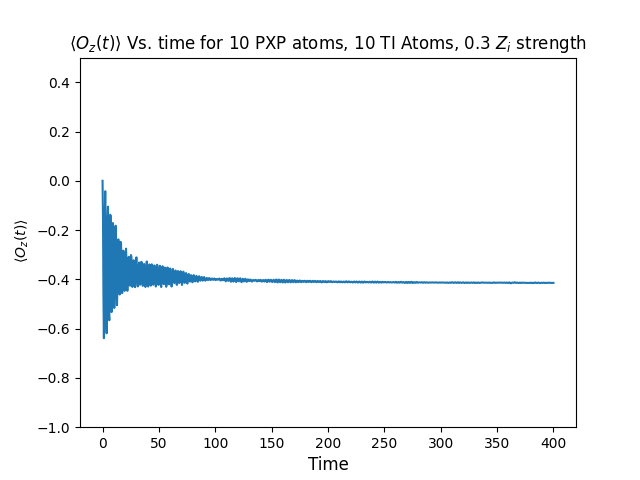 ⟨O_z(t)⟩ Vs. time for 10 PXP atoms, 10 TI Atoms, 0.3 Z_i strength
0.4
0.2
0.0
−0.2
−0.4
−0.6
−0.8
−1.0
⟨O_z(t)⟩
0 50 100 150 200 250 300 350 400
Time